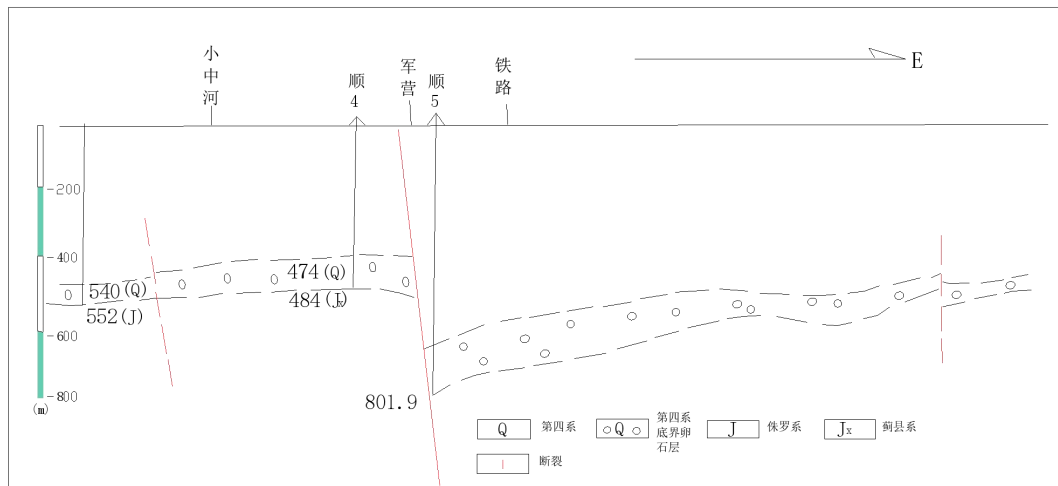 小中河
顺4
军营
顺5
铁路
E
-200
-400
-600
-800
(m)
540(Q)
552(J)
474(Q)
484(Jx)
801.9
Q 第四系
Q 第四系底界卵石层
J 侏罗系
Jx 蓟县系
断裂